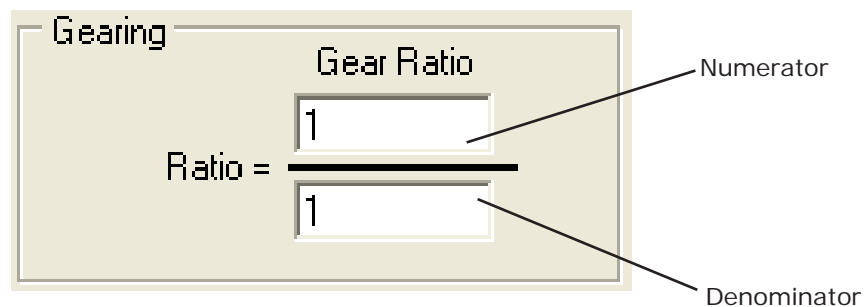 Gearing
Gear Ratio
Numerator
1
Ratio =
1
Denominator